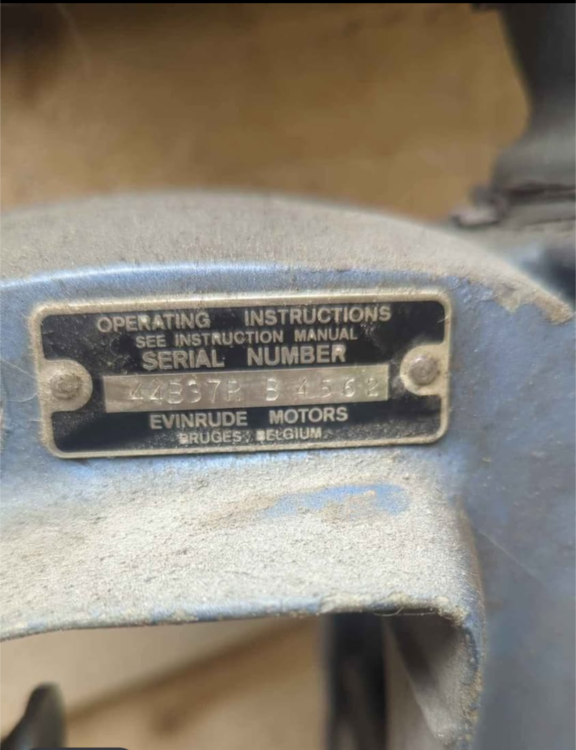 OPERATING INSTRUCTIONS
SEE INSTRUCTION MANUAL
SERIAL NUMBER
EVINRUDE MOTORS
BRUGES, BELGIUM